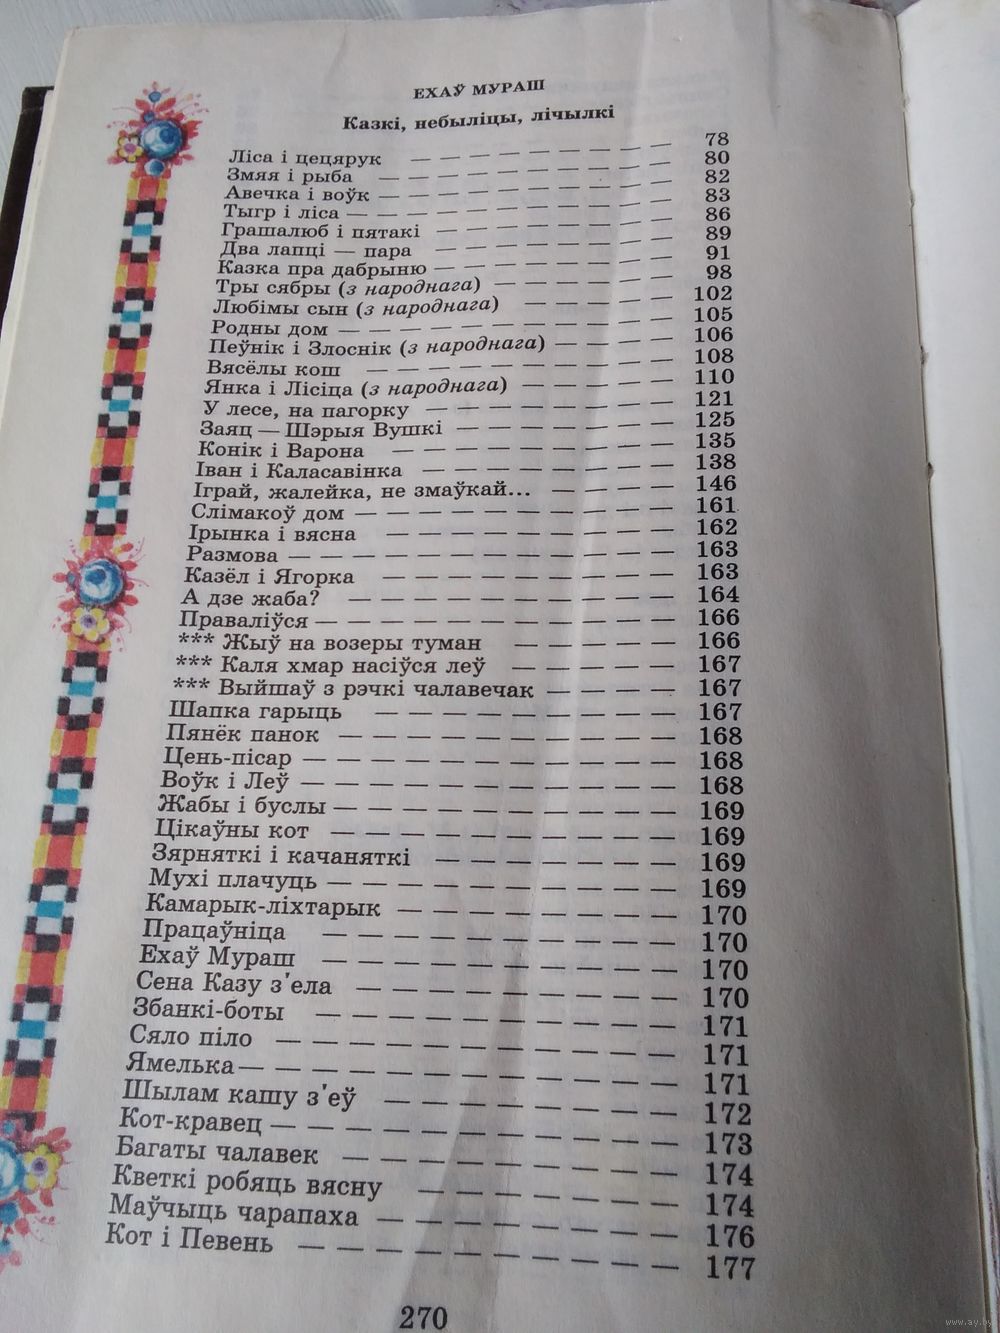 ЕХАЎ МУРАШ
Казкі, небыліцы, лічылкі
Ліса і цецярук — — — — — — — — 78
Змяя і рыба — — — — — — — — — 80
Авечка і воўк — — — — — — — — — 82
Тыгр і ліса — — — — — — — — — — 83
Грашалюб і пятакі — — — — — — — 86
Два лапці — пара — — — — — — — — 89
Казка пра дабрыню — — — — — — — 91
Тры сябры (з народнага) — — — — — 98
Любімы сын (з народнага) — — — — — 102
Родны дом — — — — — — — — — — 105
Пеўнік і Злоснік (з народнага) — — — — 106
Вясёлы кош — — — — — — — — — 108
Янка і Лісіца (з народнага) — — — — — 110
У лесе, на пагорку — — — — — — — 121
Заяц — Шэрыя Вушкі — — — — — — 125
Конік і Варона — — — — — — — — 135
Іван і Каласавінка — — — — — — — 138
Іграй, жалейка, не змаўкай... — — — — 146
Слімакоў дом — — — — — — — — — 161
Ірынка і вясна — — — — — — — — 162
Размова — — — — — — — — — — — 163
Казёл і Ягорка — — — — — — — — — 163
А дзе жаба? — — — — — — — — — — 164
Праваліўся — — — — — — — — — — — 166
*** Жыў на возеры туман — — — — — 166
*** Каля хмар насіўся леў — — — — — 167
*** Выйшаў з рэчкі чалавечак — — — — 167
Шапка гарыць — — — — — — — — — 167
Пянёк панок — — — — — — — — — — 168
Цень-пісар — — — — — — — — — — — 168
Воўк і Леў — — — — — — — — — — — 168
Жабы і буслы — — — — — — — — — — 169
Цікаўны кот — — — — — — — — — — 169
Зярняткі і качаняткі — — — — — — — 169
Мухі плачуць — — — — — — — — — — 169
Камарык-ліхтарык — — — — — — — — 170
Працаўніца — — — — — — — — — — 170
Ехаў Мураш — — — — — — — — — — 170
Сена Казу з'ела — — — — — — — — — 170
Збанкі-боты — — — — — — — — — — 171
Сяло піло — — — — — — — — — — — 171
Ямелька — — — — — — — — — — — — 171
Шылам кашу з'еў — — — — — — — — 172
Кот-кравец — — — — — — — — — — — 173
Багаты чалавек — — — — — — — — — 174
Кветкі робяць вясну — — — — — — — 174
Маўчыць чарапаха — — — — — — — — 176
Кот і Певень — — — — — — — — — — 177
270
www.ay.by